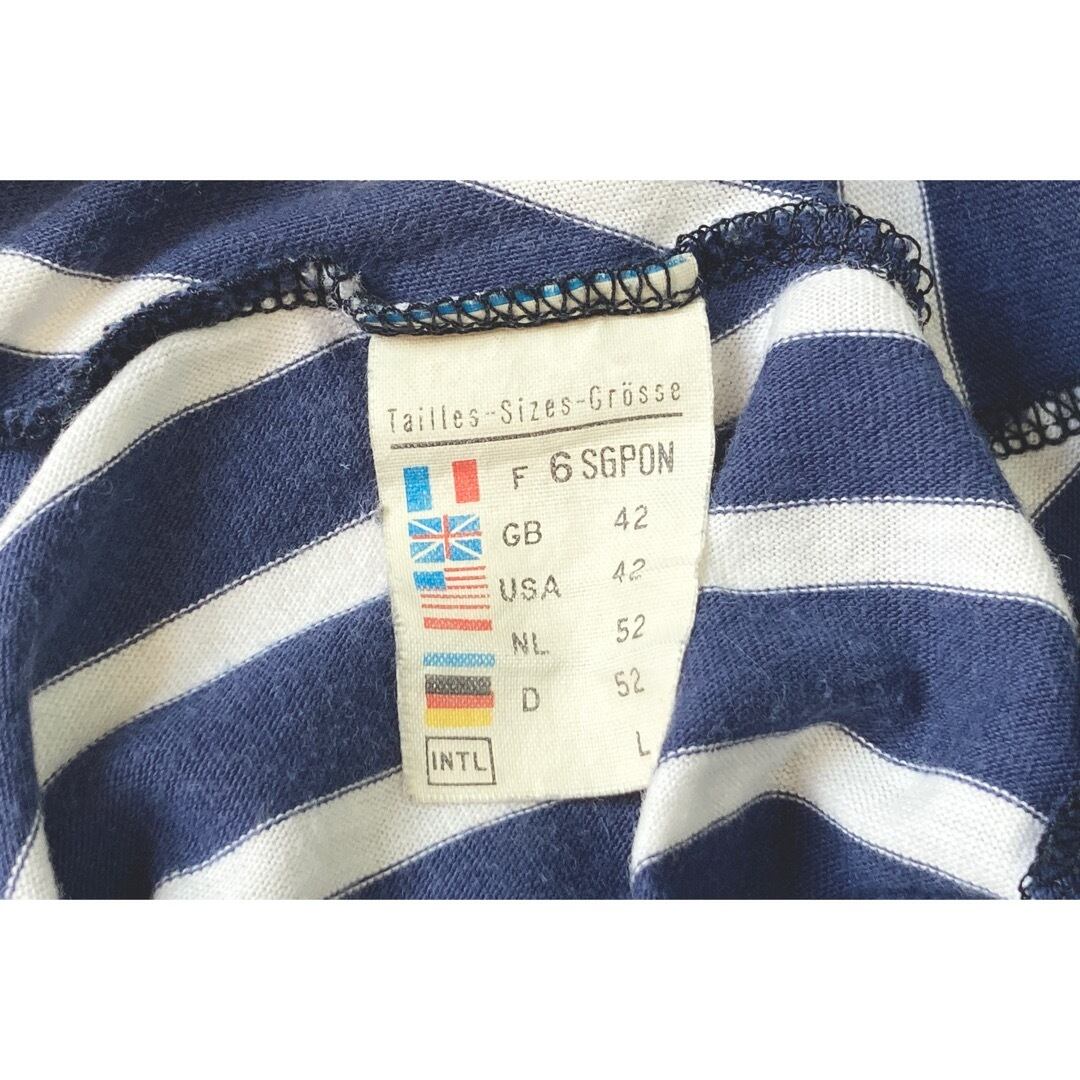 Tailles-Sizes-Grösse
F 6 SGPON
GB 42
USA 42
NL 52
D 52
INTL L